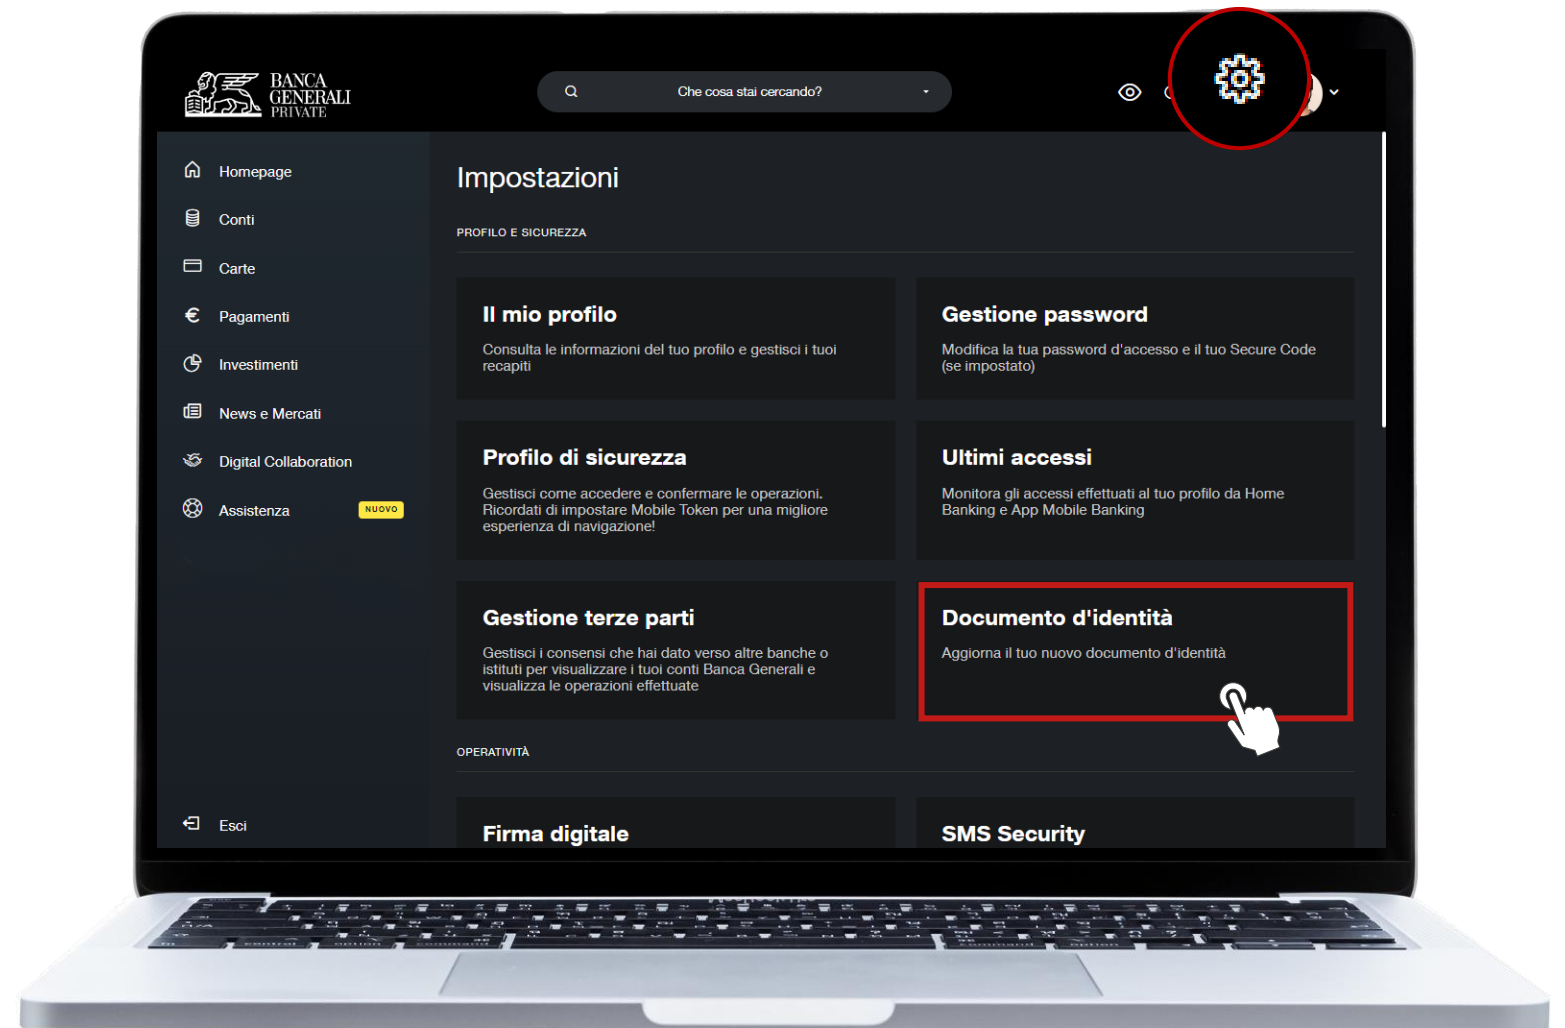 BANCA
GENERALI
PRIVATE
Che cosa stai cercando?
Homepage
Conti
Carte
Pagamenti
Investimenti
News e Mercati
Digital Collaboration
Assistenza
NUOVO
Esci
Impostazioni
PROFILO E SICUREZZA
Il mio profilo
Consulta le informazioni del tuo profilo e gestisci i tuoi
recapiti
Gestione password
Modifica la tua password d'accesso e il tuo Secure Code
(se impostato)
Profilo di sicurezza
Gestisci come accedere e confermare le operazioni.
Ricordati di impostare Mobile Token per una migliore
esperienza di navigazione!
Ultimi accessi
Monitora gli accessi effettuati al tuo profilo da Home
Banking e App Mobile Banking
Gestione terze parti
Gestisci i consensi che hai dato verso altre banche o
istituti per visualizzare i tuoi conti Banca Generali e
visualizza le operazioni effettuate
Documento d'identità
Aggiorna il tuo nuovo documento d'identità
OPERATIVITÀ
Firma digitale
SMS Security
control
option
command
command
option